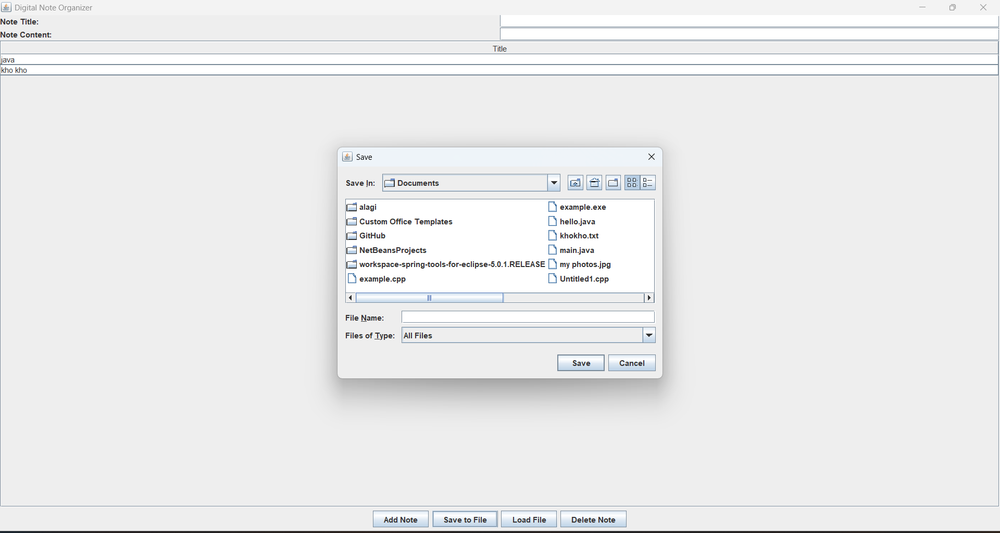 Digital Note Organizer
Note Title:
Note Content:
Title
java
kho kho
Save
Save In: Documents
alagi
Custom Office Templates
GitHub
NetBeansProjects
workspace-spring-tools-for-eclipse-5.0.1.RELEASE
example.cpp
example.exe
hello.java
khokho.txt
main.java
my photos.jpg
Untitled1.cpp
File Name:
Files of Type: All Files
Save Cancel
Add Note Save to File Load File Delete Note